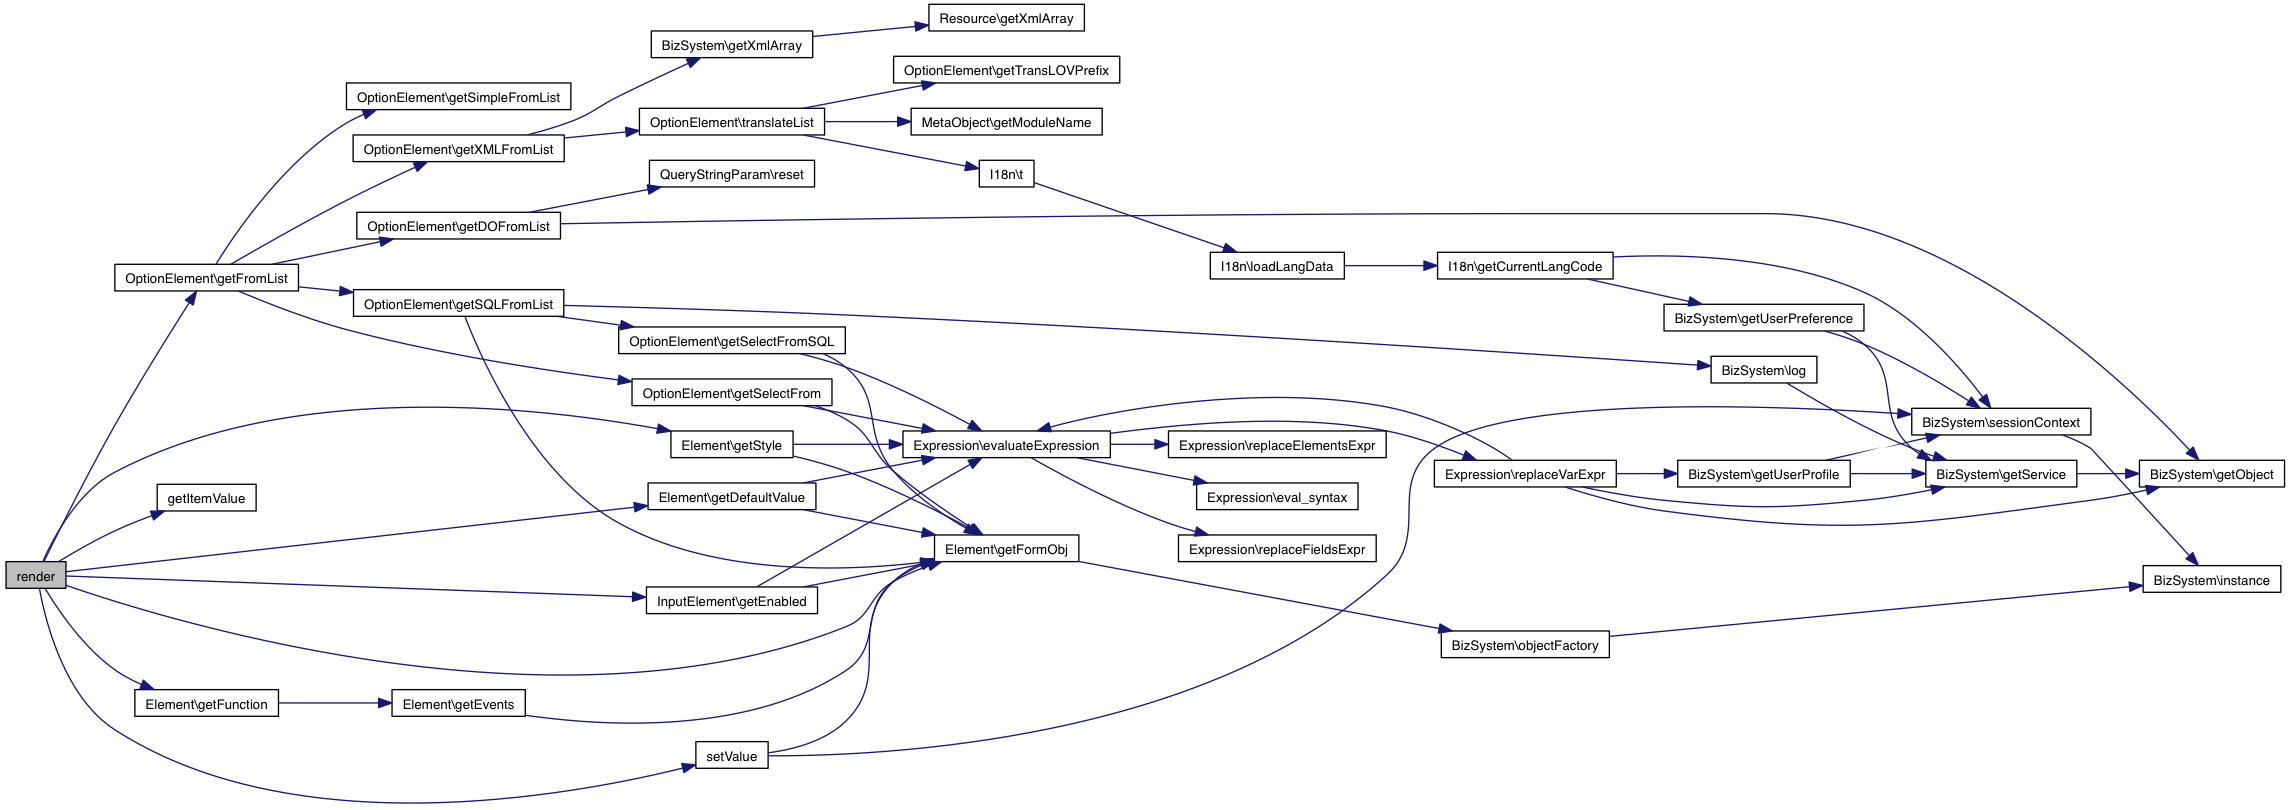 Resource\getXmlArray
BizSystem\getXmlArray
OptionElement\getTransLOVPrefix
OptionElement\getSimpleFromList
OptionElement\translateList
MetaObject\getModuleName
OptionElement\getXMLFromList
QueryStringParam\reset
I18n\t
OptionElement\getDOFromList
I18n\loadLangData
I18n\getCurrentLangCode
OptionElement\getFromList
OptionElement\getSQLFromList
BizSystem\getUserPreference
OptionElement\getSelectFromSQL
BizSystem\log
OptionElement\getSelectFrom
BizSystem\sessionContext
Element\getStyle
Expression\evaluateExpression
Expression\replaceElementsExpr
Expression\replaceVarExpr
BizSystem\getUserProfile
BizSystem\getService
BizSystem\getObject
getItemValue
Element\getDefaultValue
Expression\eval_syntax
Element\getFormObj
Expression\replaceFieldsExpr
render
BizSystem\instance
InputElement\getEnabled
BizSystem\objectFactory
Element\getFunction
Element\getEvents
setValue